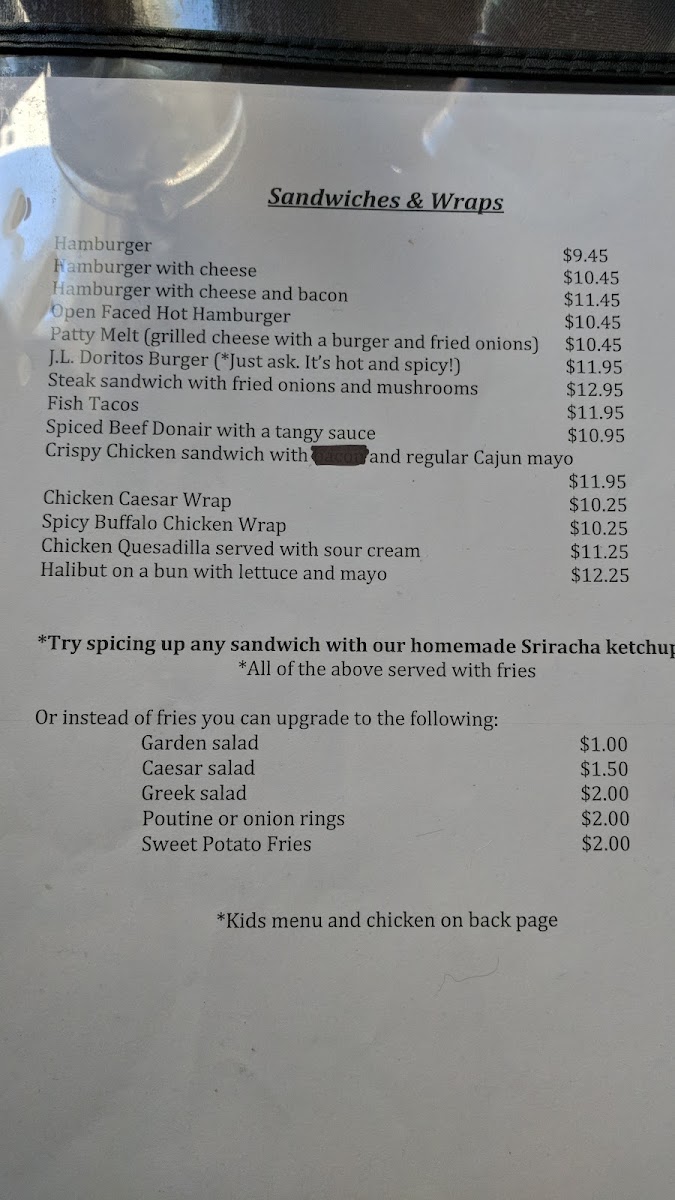 Sandwiches & Wraps
Hamburger $9.45
Hamburger with cheese $10.45
Hamburger with cheese and bacon $11.45
Open Faced Hot Hamburger $10.45
Patty Melt (grilled cheese with a burger and fried onions) $10.45
J.L. Doritos Burger (*Just ask. It's hot and spicy!) $11.95
Steak sandwich with fried onions and mushrooms $12.95
Fish Tacos $11.95
Spiced Beef Donair with a tangy sauce $10.95
Crispy Chicken sandwich with and regular Cajun mayo
$11.95
Chicken Caesar Wrap $10.25
Spicy Buffalo Chicken Wrap $10.25
Chicken Quesadilla served with sour cream $11.25
Halibut on a bun with lettuce and mayo $12.25
*Try spicing up any sandwich with our homemade Sriracha ketchup
*All of the above served with fries
Or instead of fries you can upgrade to the following:
Garden salad $1.00
Caesar salad $1.50
Greek salad $2.00
Poutine or onion rings $2.00
Sweet Potato Fries $2.00
*Kids menu and chicken on back page